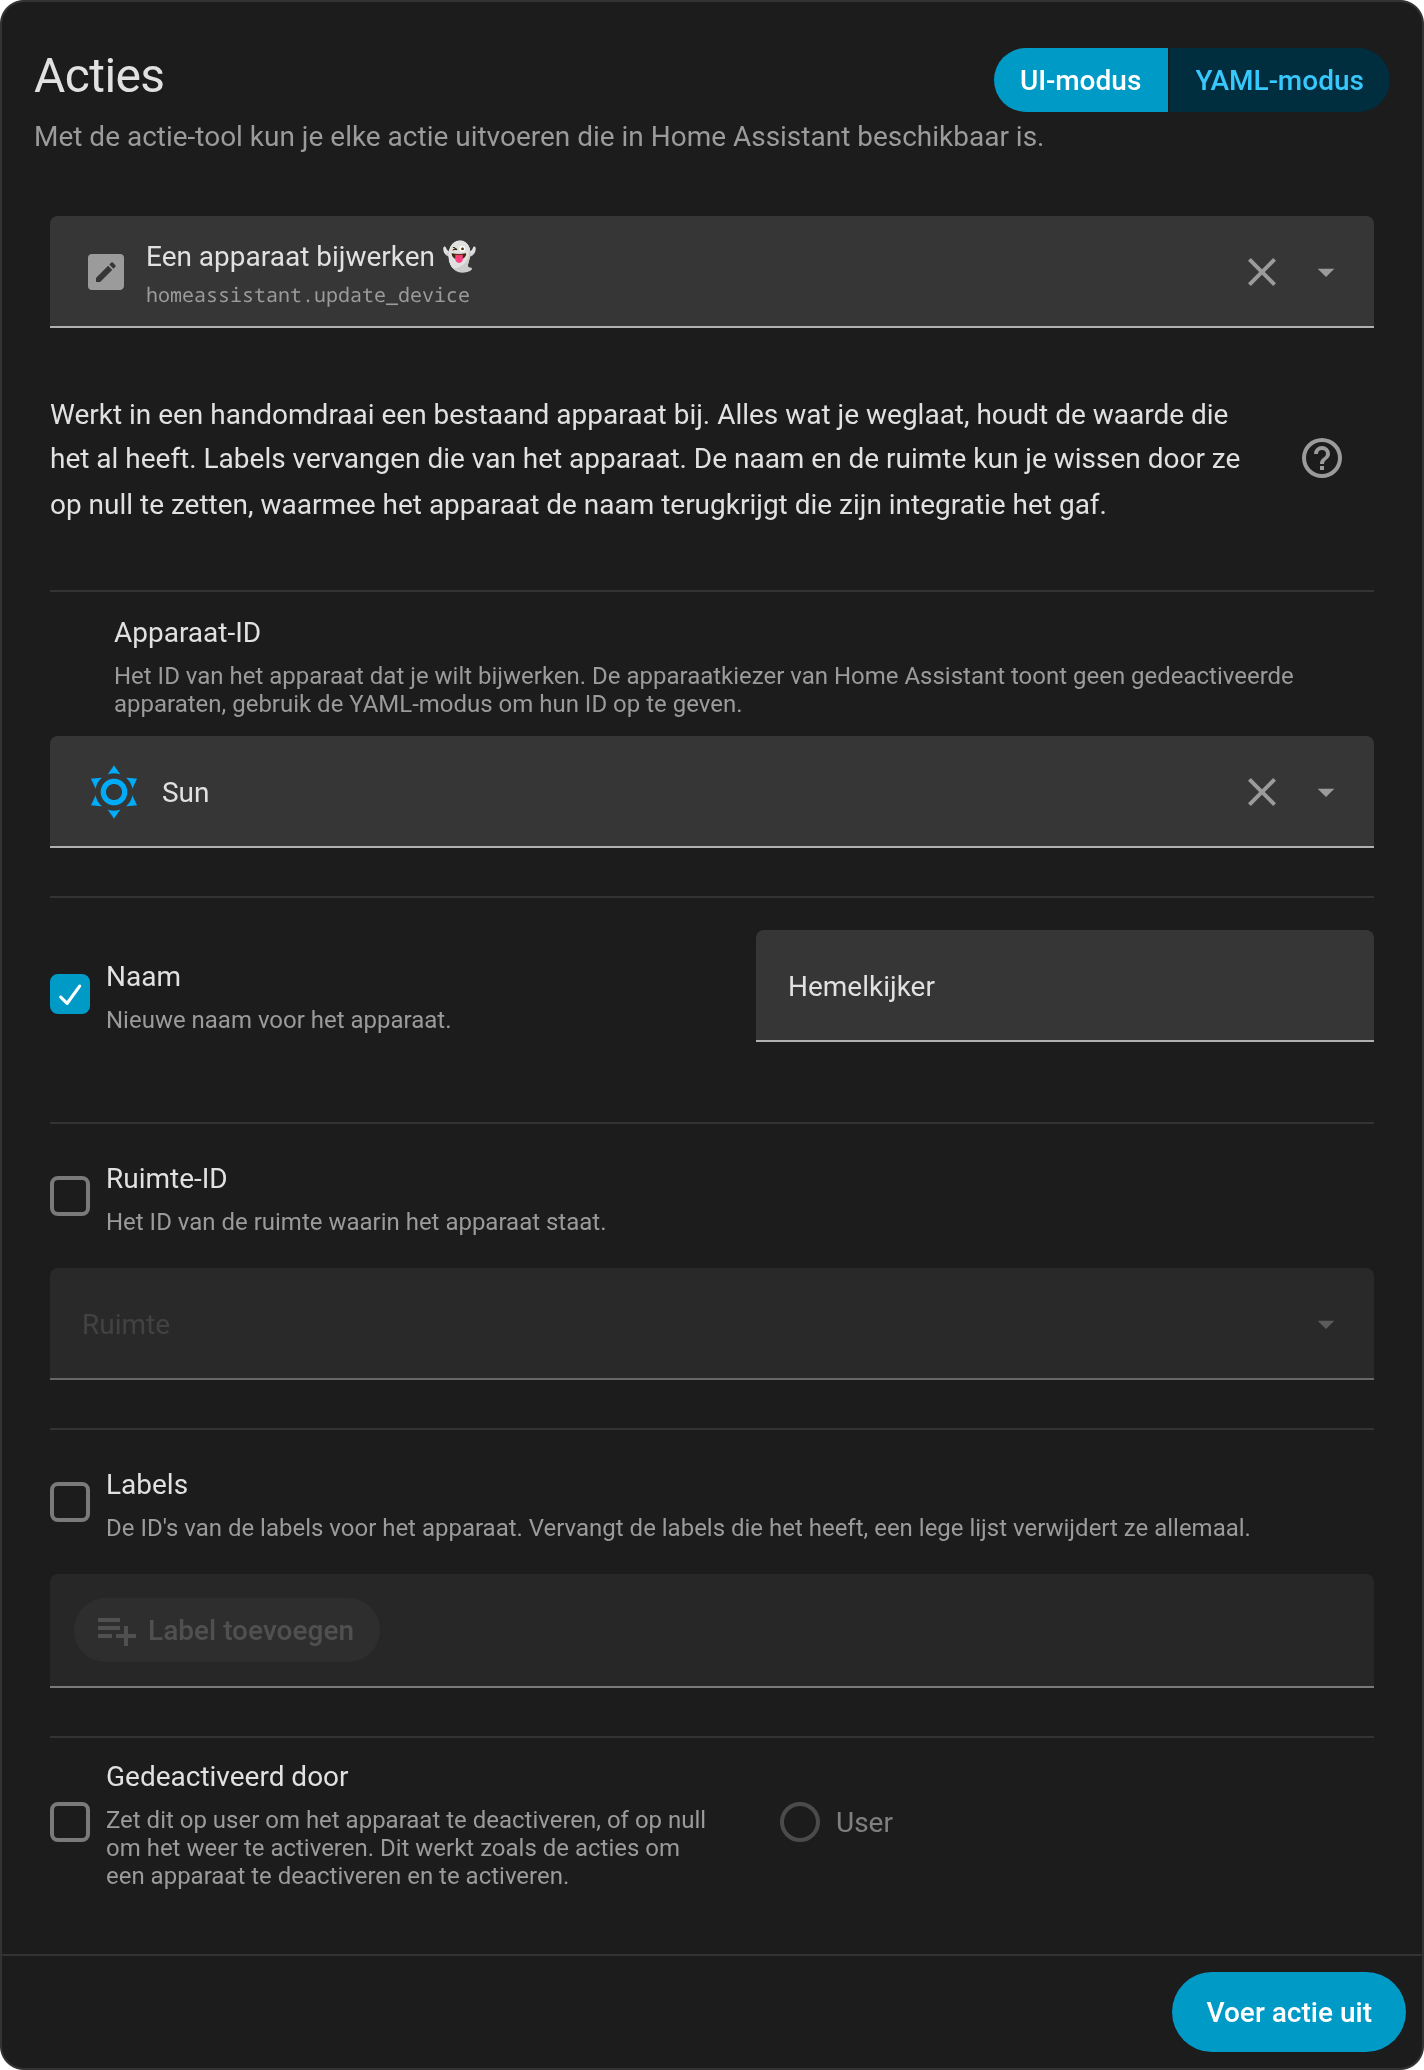 Acties
UI-modus
YAML-modus
Met de actie-tool kun je elke actie uitvoeren die in Home Assistant beschikbaar is.
Een apparaat bijwerken 👻
homeassistant.update_device
Werkt in een handomdraai een bestaand apparaat bij. Alles wat je weglaat, houdt de waarde die
het al heeft. Labels vervangen die van het apparaat. De naam en de ruimte kun je wissen door ze
op null te zetten, waarmee het apparaat de naam terugkrijgt die zijn integratie het gaf.
Apparaat-ID
Het ID van het apparaat dat je wilt bijwerken. De apparaatkiezer van Home Assistant toont geen gedeactiveerde
apparaten, gebruik de YAML-modus om hun ID op te geven.
Sun
Naam
Nieuwe naam voor het apparaat.
Hemelkijker
Ruimte-ID
Het ID van de ruimte waarin het apparaat staat.
Ruimte
Labels
De ID's van de labels voor het apparaat. Vervangt de labels die het heeft, een lege lijst verwijdert ze allemaal.
Label toevoegen
Gedeactiveerd door
Zet dit op user om het apparaat te deactiveren, of op null
om het weer te activeren. Dit werkt zoals de acties om
een apparaat te deactiveren en te activeren.
User
Voer actie uit